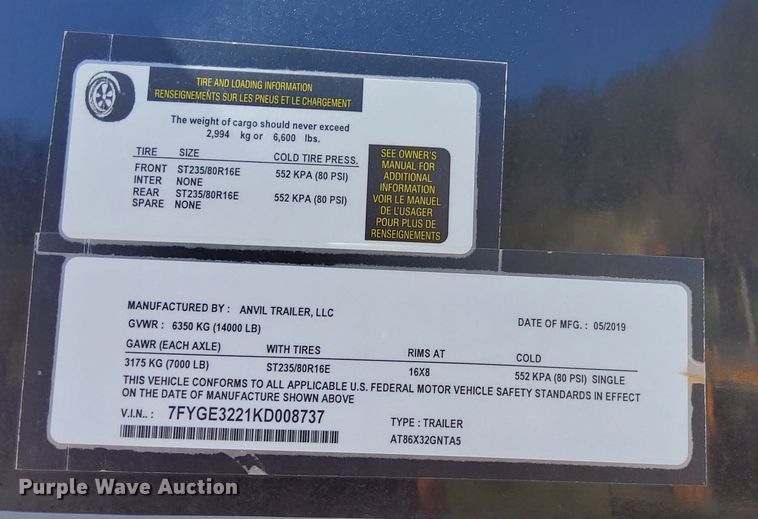 TIRE AND LOADING INFORMATION
RENSEIGNEMENTS SUR LES PNEUS ET LE CHARGEMENT
The weight of cargo should never exceed
2,994 kg or 6,600 lbs.
TIRE SIZE COLD TIRE PRESS.
FRONT ST235/80R16E 552 KPA (80 PSI)
INTER NONE
REAR ST235/80R16E 552 KPA (80 PSI)
SPARE NONE
SEE OWNER'S
MANUAL FOR
ADDITIONAL
INFORMATION
VOIR LE MANUEL
DE L'USAGER
POUR PLUS DE
RENSEIGNEMENTS
MANUFACTURED BY : ANVIL TRAILER, LLC
GVWR : 6350 KG (14000 LB) DATE OF MFG. : 05/2019
GAWR (EACH AXLE) WITH TIRES RIMS AT COLD
3175 KG (7000 LB) ST235/80R16E 16X8 552 KPA (80 PSI) SINGLE
THIS VEHICLE CONFORMS TO ALL APPLICABLE U.S. FEDERAL MOTOR VEHICLE SAFETY STANDARDS IN EFFECT
ON THE DATE OF MANUFACTURE SHOWN ABOVE
V.I.N.. : 7FYGE3221KD008737 TYPE : TRAILER
AT86X32GNTA5
Purple Wave Auction